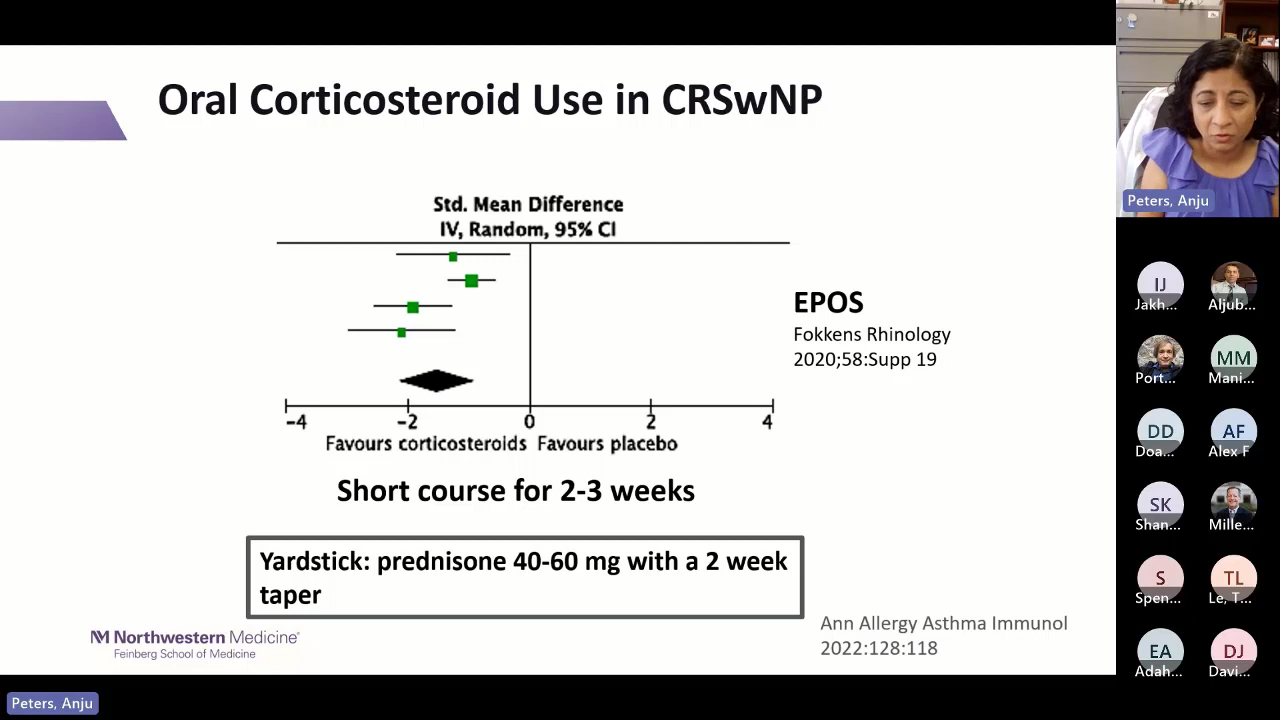 Oral Corticosteroid Use in CRSwNP
Std. Mean Difference
IV, Random, 95% CI
EPOS
Fokkens Rhinology
2020;58:Supp 19
-4 -2 0 2 4
Favours corticosteroids Favours placebo
Short course for 2-3 weeks
Yardstick: prednisone 40-60 mg with a 2 week
taper
Ann Allergy Asthma Immunol
2022:128:118
NM Northwestern Medicine®
Feinberg School of Medicine
Peters, Anju
Peters, Anju
IJ
Jakh...
Aljub...
Port...
MM
Mani...
DD
Doa...
AF
Alex F
SK
Shan...
Mille...
S
Spen...
TL
Le, T...
EA
Adah...
DJ
Davi...